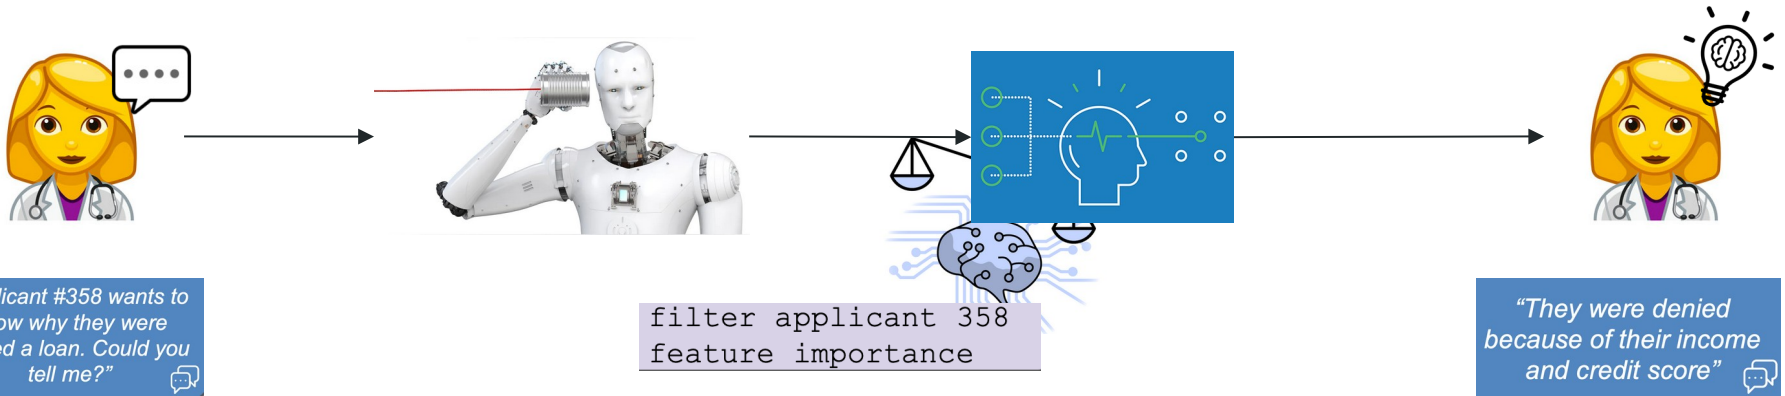 licant #358 wants to
ow why they were
ed a loan. Could you
tell me?”
filter applicant 358
feature importance
“They were denied
because of their income
and credit score”